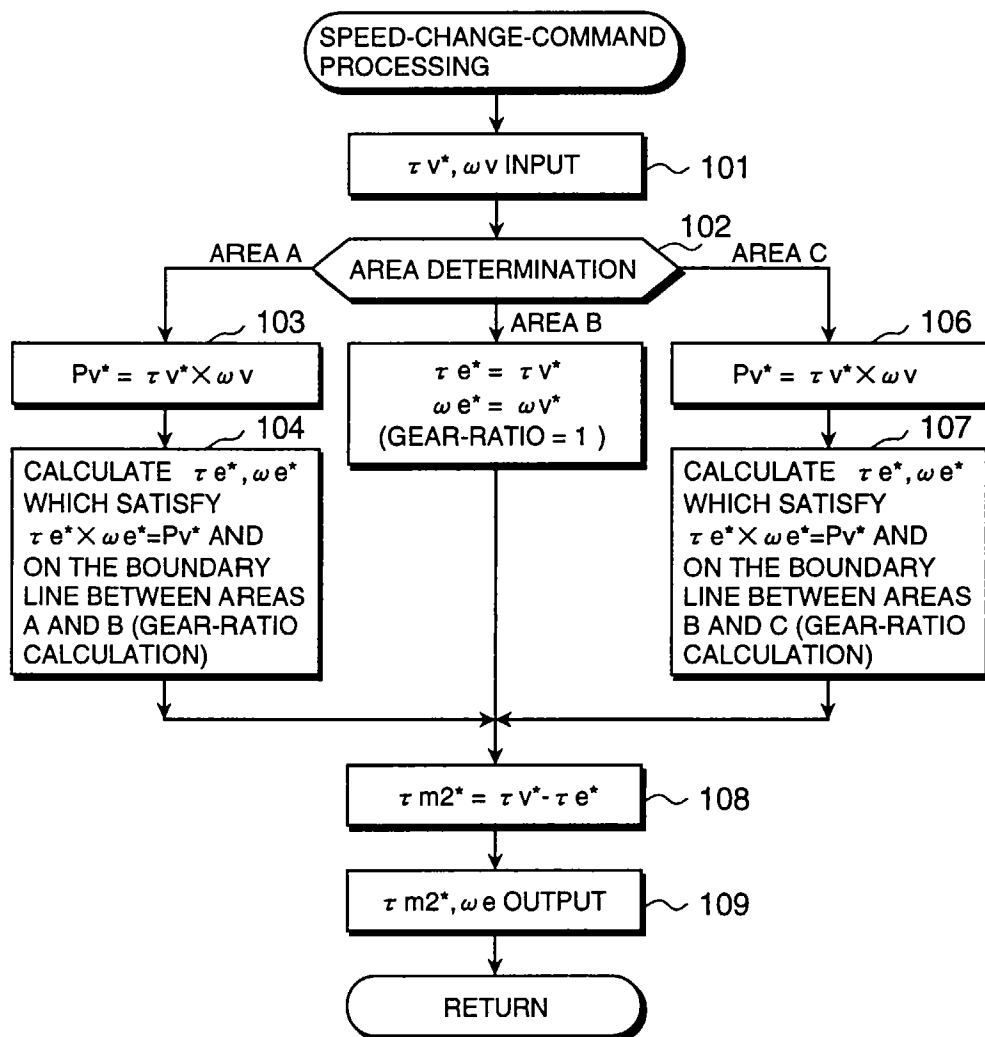 SPEED-CHANGE-COMMAND
PROCESSING
τ v*, ω v INPUT
101
102
AREA A
AREA DETERMINATION
AREA C
AREA B
103
Pv* = τ v* × ω v
τ e* = τ v*
ω e* = ω v*
(GEAR-RATIO = 1 )
106
Pv* = τ v* × ω v
104
CALCULATE τ e*, ω e*
WHICH SATISFY
τ e* × ω e*=Pv* AND
ON THE BOUNDARY
LINE BETWEEN AREAS
A AND B (GEAR-RATIO
CALCULATION)
107
CALCULATE τ e*, ω e*
WHICH SATISFY
τ e* × ω e*=Pv* AND
ON THE BOUNDARY
LINE BETWEEN AREAS
B AND C (GEAR-RATIO
CALCULATION)
τ m2* = τ v*- τ e*
108
τ m2*, ω e OUTPUT
109
RETURN